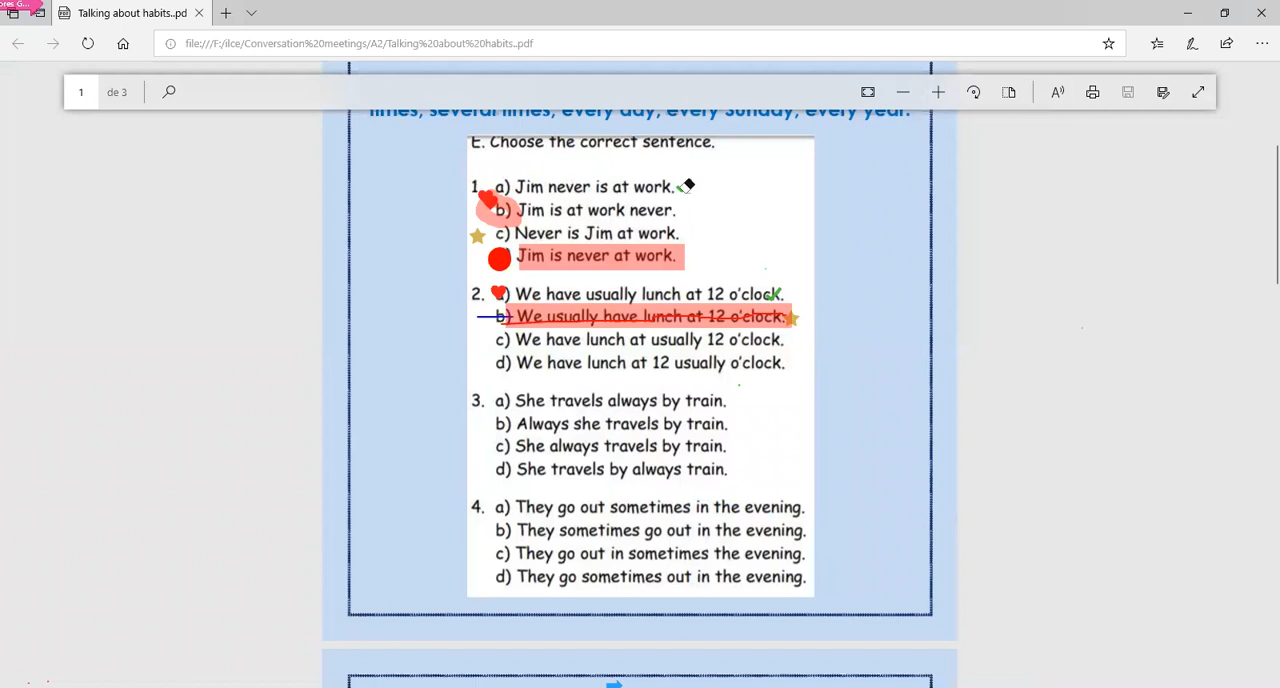 ores G...
Talking about habits..pd
file:///F:/ilce/Conversation%20meetings/A2/Talking%20about%20habits..pdf
1 de 3
times, several times, every day, every Sunday, every year.
E. Choose the correct sentence.
1. a) Jim never is at work.
b) Jim is at work never.
c) Never is Jim at work.
Jim is never at work.
2. a) We have usually lunch at 12 o'clock.
b) We usually have lunch at 12 o'clock.
c) We have lunch at usually 12 o'clock.
d) We have lunch at 12 usually o'clock.
3. a) She travels always by train.
b) Always she travels by train.
c) She always travels by train.
d) She travels by always train.
4. a) They go out sometimes in the evening.
b) They sometimes go out in the evening.
c) They go out in sometimes the evening.
d) They go sometimes out in the evening.